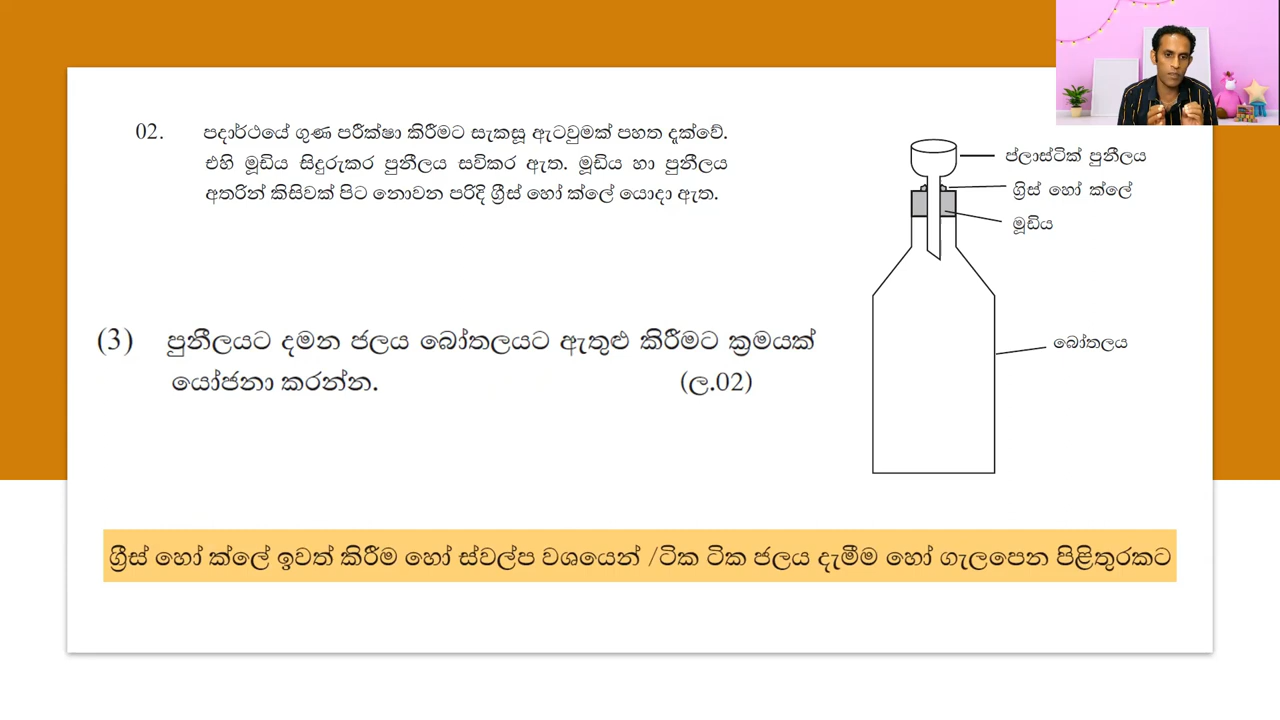 02. පදාර්ථයේ ගුණ පරීක්ෂා කිරීමට සැකසූ ඇටවුමක් පහත දැක්වේ.
එහි මූඩිය සිදුරුකර පුනීලය සවිකර ඇත. මූඩිය හා පුනීලය
අතරින් කිසිවක් පිට නොවන පරිදි ග්‍රීස් හෝ ක්ලේ යොදා ඇත.
ප්ලාස්ටික් පුනීලය
ග්‍රිස් හෝ ක්ලේ
මූඩිය
බෝතලය
(3) පුනීලයට දමන ජලය බෝතලයට ඇතුළු කිරීමට ක්‍රමයක්
යෝජනා කරන්න. (ල.02)
ග්‍රීස් හෝ ක්ලේ ඉවත් කිරීම හෝ ස්වල්ප වශයෙන් /ටික ටික ජලය දැමීම හෝ ගැලපෙන පිළිතුරකට